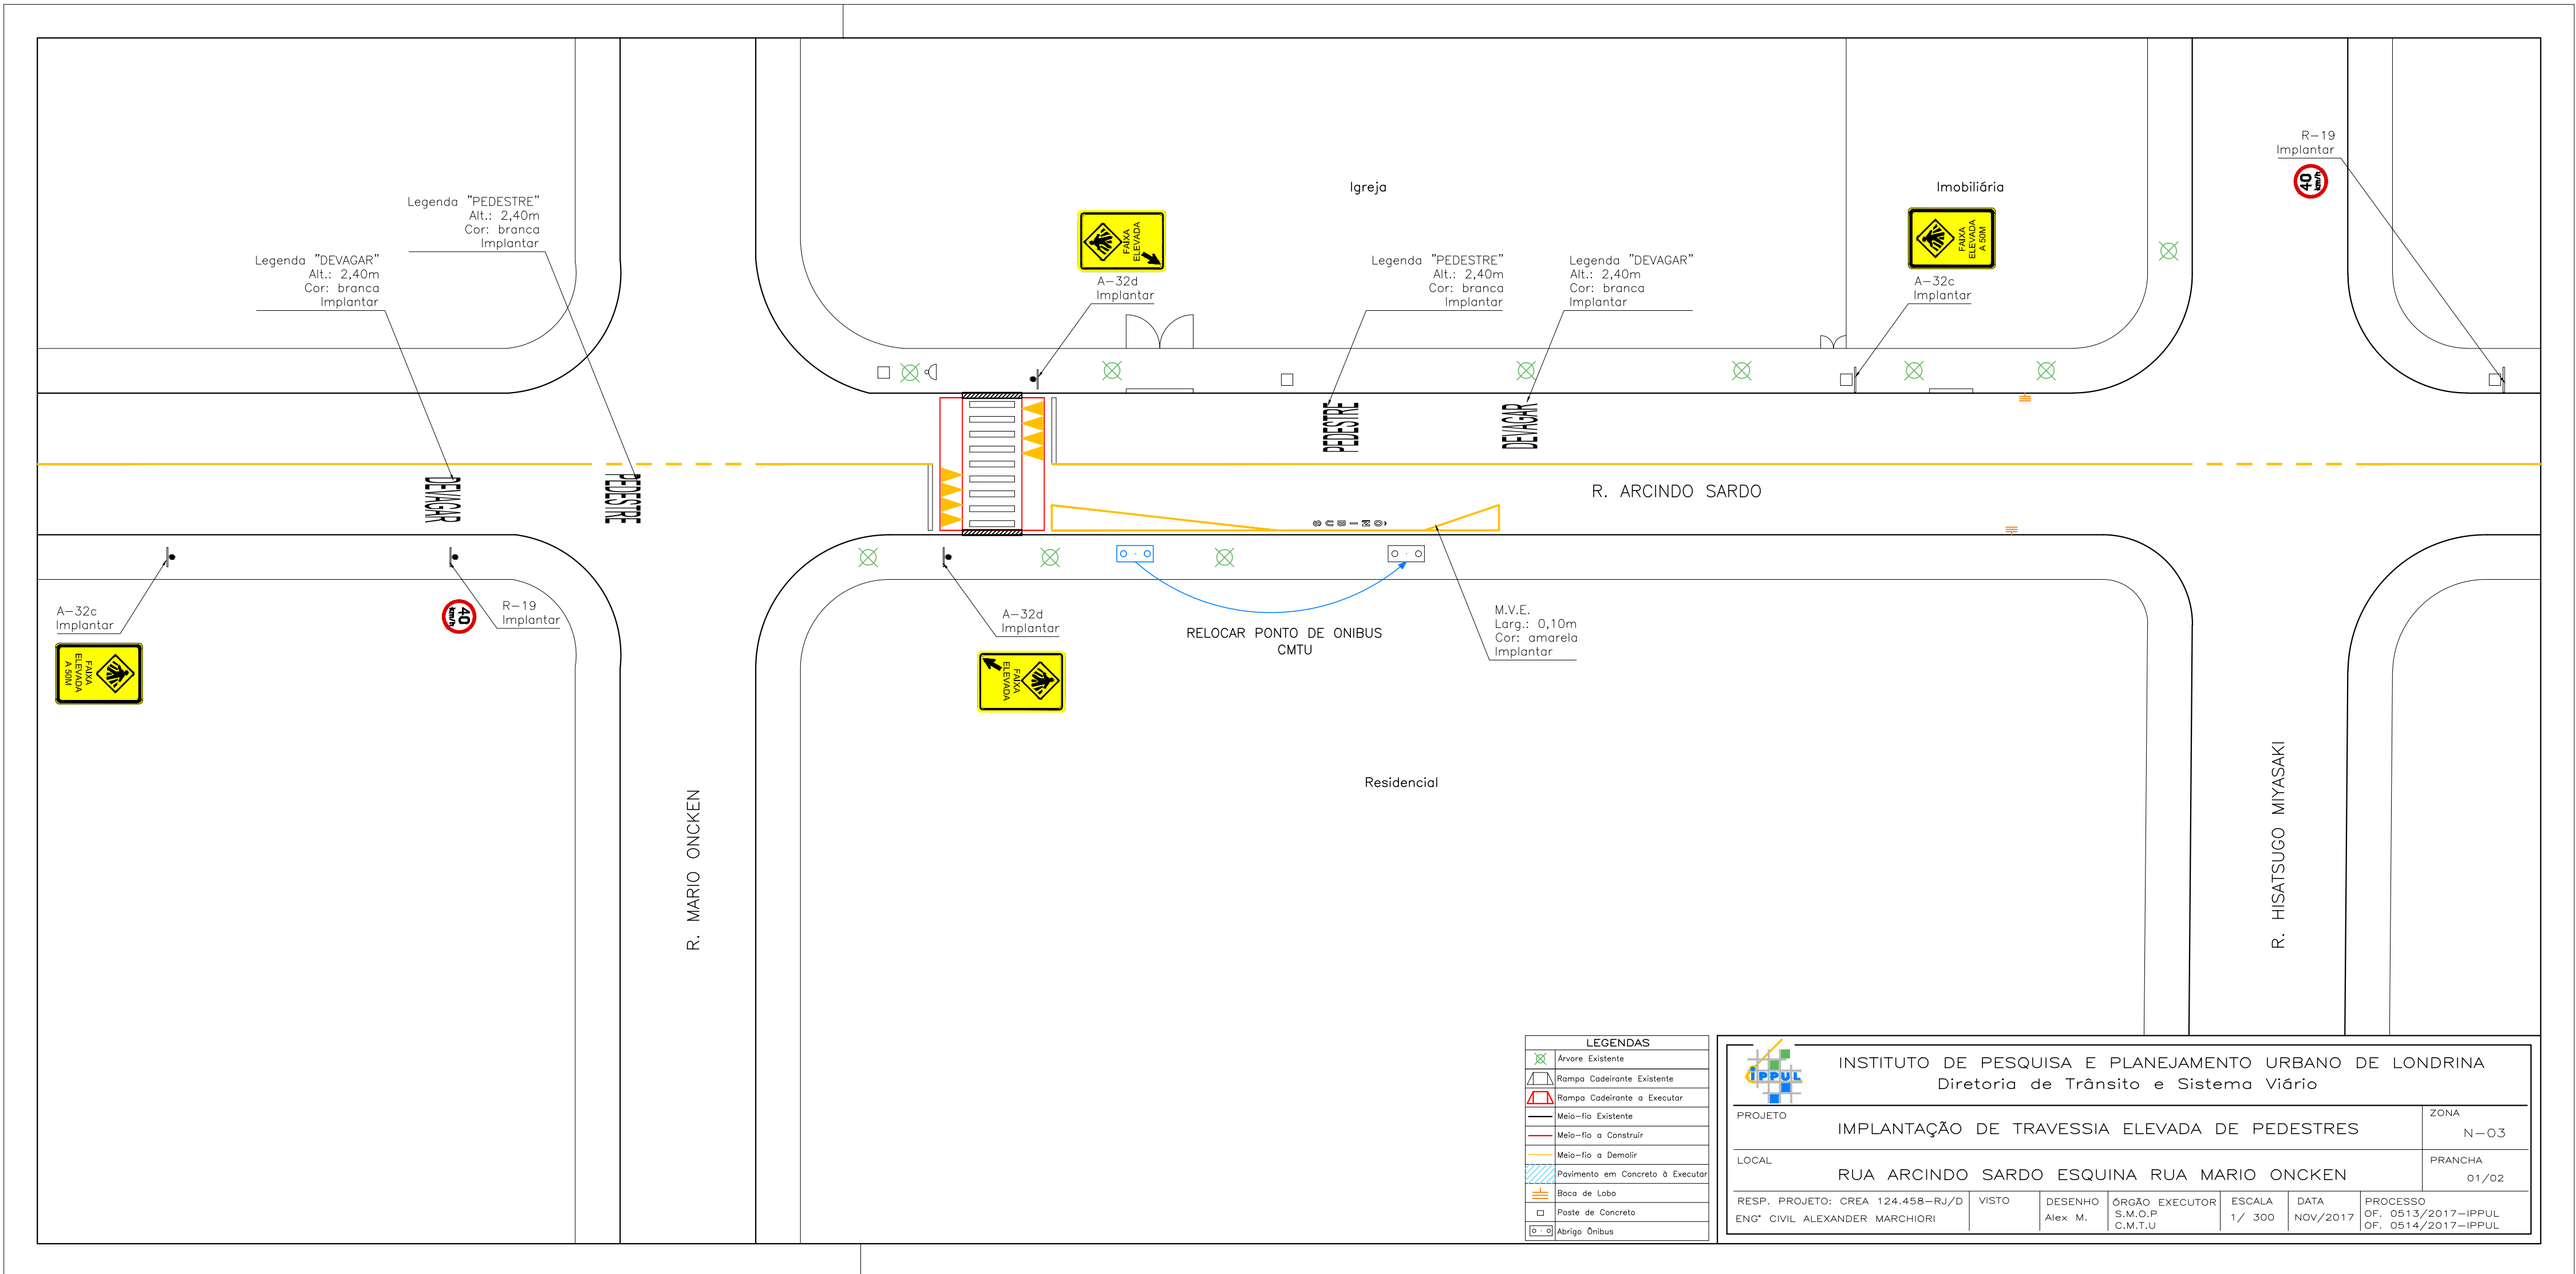 R-19
Implantar
40
km/h
Igreja
Imobiliária
Legenda "PEDESTRE"
Alt.: 2,40m
Cor: branca
Implantar
Legenda "DEVAGAR"
Alt.: 2,40m
Cor: branca
Implantar
FAIXA
ELEVADA
A-32d
Implantar
Legenda "PEDESTRE"
Alt.: 2,40m
Cor: branca
Implantar
Legenda "DEVAGAR"
Alt.: 2,40m
Cor: branca
Implantar
FAIXA
ELEVADA
A 50M
A-32c
Implantar
PEDESTRE
DEVAGAR
DEVAGAR
PEDESTRE
R. ARCINDO SARDO
A-32c
Implantar
FAIXA
ELEVADA
A 50M
40
km/h
R-19
Implantar
A-32d
Implantar
FAIXA
ELEVADA
RELOCAR PONTO DE ONIBUS
CMTU
M.V.E.
Larg.: 0,10m
Cor: amarela
Implantar
Residencial
R. MARIO ONCKEN
R. HISATSUGO MIYASAKI
LEGENDAS
Árvore Existente
Rampa Cadeirante Existente
Rampa Cadeirante a Executar
Meio-fio Existente
Meio-fio a Construir
Meio-fio a Demolir
Pavimento em Concreto à Executar
Boca de Lobo
Poste de Concreto
Abrigo Ônibus
IPPUL
INSTITUTO DE PESQUISA E PLANEJAMENTO URBANO DE LONDRINA
Diretoria de Trânsito e Sistema Viário
PROJETO
IMPLANTAÇÃO DE TRAVESSIA ELEVADA DE PEDESTRES
ZONA
N-03
LOCAL
RUA ARCINDO SARDO ESQUINA RUA MARIO ONCKEN
PRANCHA
01/02
RESP. PROJETO: CREA 124.458-RJ/D
ENG° CIVIL ALEXANDER MARCHIORI
VISTO
DESENHO
Alex M.
ÓRGÃO EXECUTOR
S.M.O.P
C.M.T.U
ESCALA
1/ 300
DATA
NOV/2017
PROCESSO
OF. 0513/2017-IPPUL
OF. 0514/2017-IPPUL